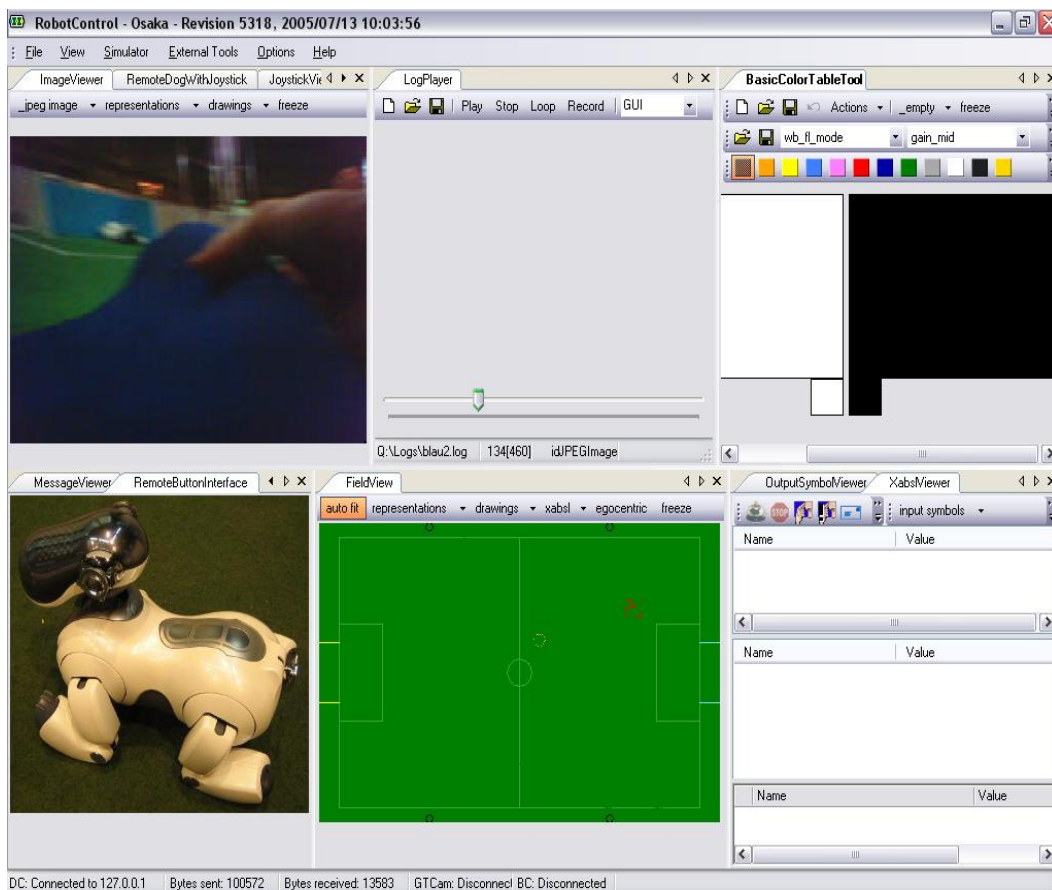 RobotControl - Osaka - Revision 5318, 2005/07/13 10:03:56
File View Simulator External Tools Options Help
ImageViewer RemoteDogWithJoystick JoystickVie
_jpeg image representations drawings freeze
LogPlayer
Play Stop Loop Record GUI
Q:\Logs\blau2.log 134[460] idJPEGImage
BasicColorTableTool
Actions _empty freeze
wb_fl_mode gain_mid
MessageViewer RemoteButtonInterface
FieldView
auto fit representations drawings xabsl egocentric freeze
OutputSymbolViewer XabslViewer
STOP input symbols
Name Value
Name Value
Name Value
DC: Connected to 127.0.0.1 Bytes sent: 100572 Bytes received: 13583 GTCam: Disconnecl BC: Disconnected